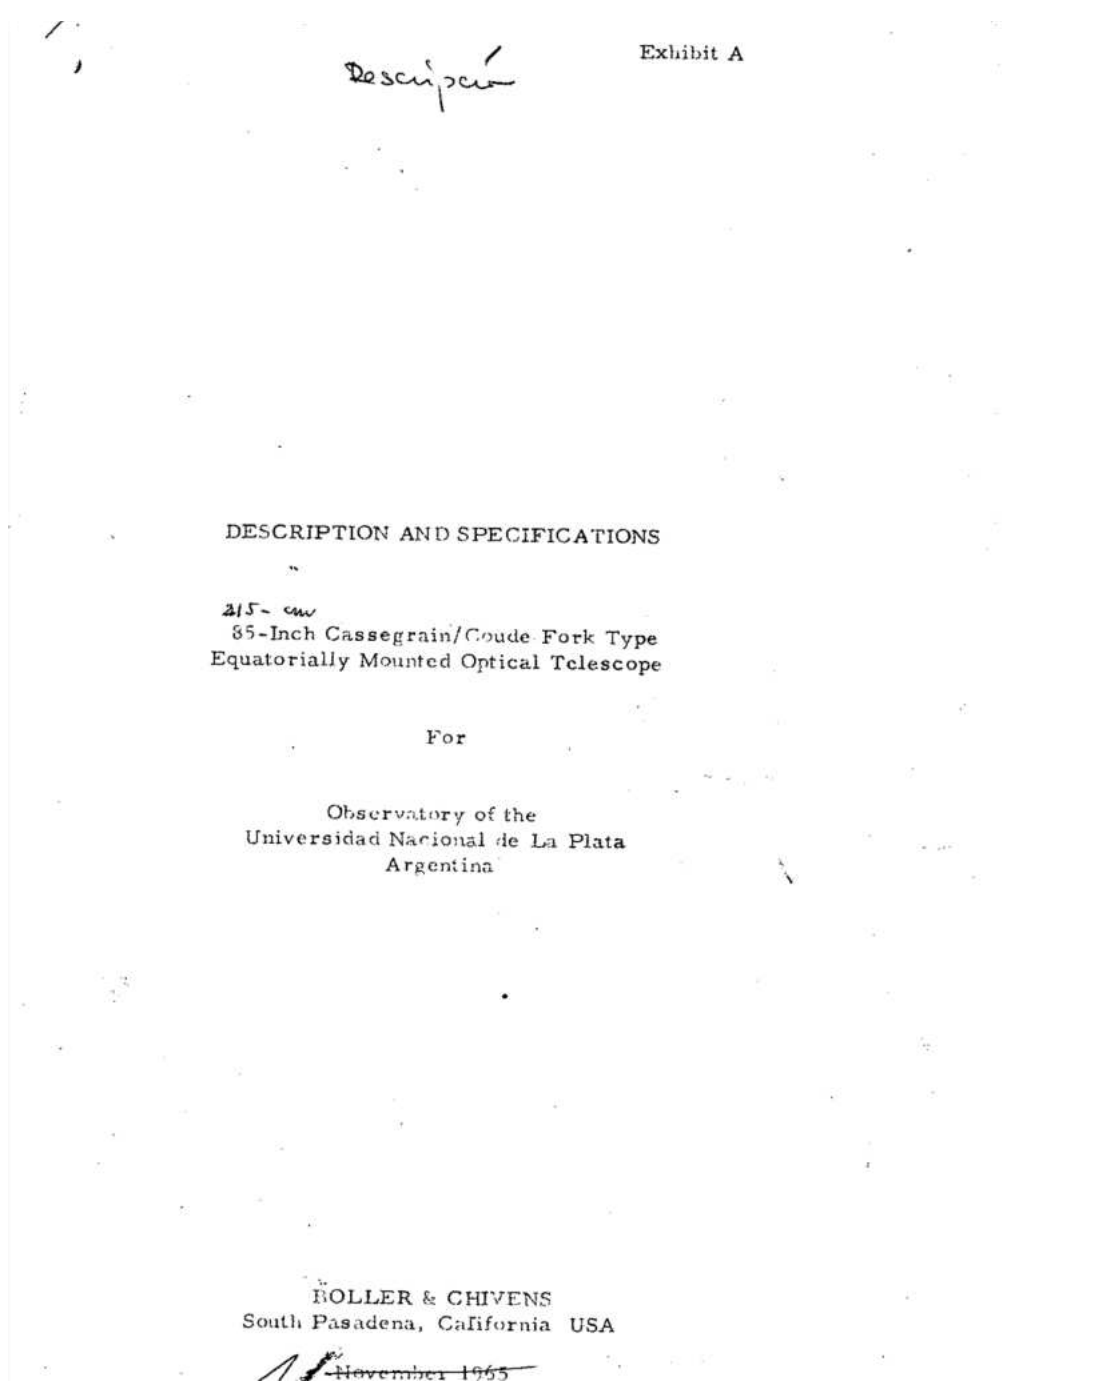 Exhibit A
Descripción
DESCRIPTION AND SPECIFICATIONS
215- cm
85-Inch Cassegrain/Coude Fork Type
Equatorially Mounted Optical Telescope
For
Observatory of the
Universidad Nacional de La Plata
Argentina
BOLLER & CHIVENS
South Pasadena, California USA
November 1965